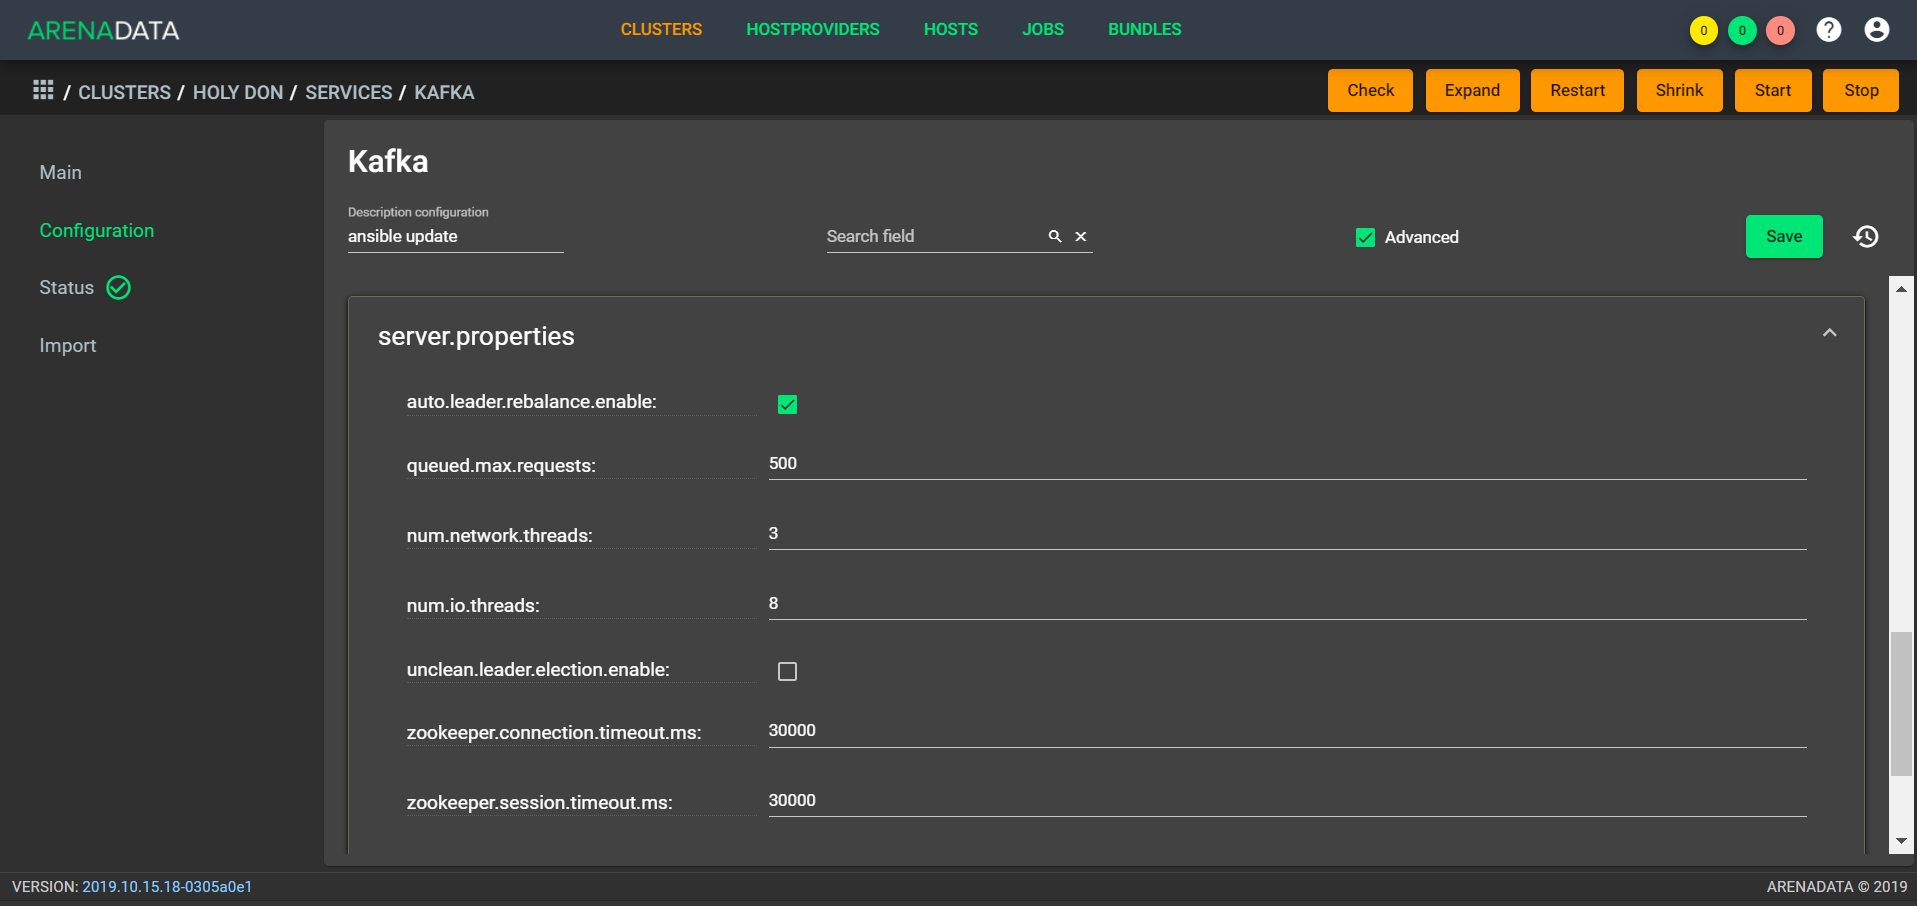 ARENADATA
CLUSTERS HOSTPROVIDERS HOSTS JOBS BUNDLES
0 0 0 ?
/ CLUSTERS / HOLY DON / SERVICES / KAFKA
Check Expand Restart Shrink Start Stop
Main
Configuration
Status
Import
Kafka
Description configuration
ansible update
Search field
Advanced
Save
server.properties
auto.leader.rebalance.enable:
queued.max.requests: 500
num.network.threads: 3
num.io.threads: 8
unclean.leader.election.enable:
zookeeper.connection.timeout.ms: 30000
zookeeper.session.timeout.ms: 30000
VERSION: 2019.10.15.18-0305a0e1
ARENADATA © 2019